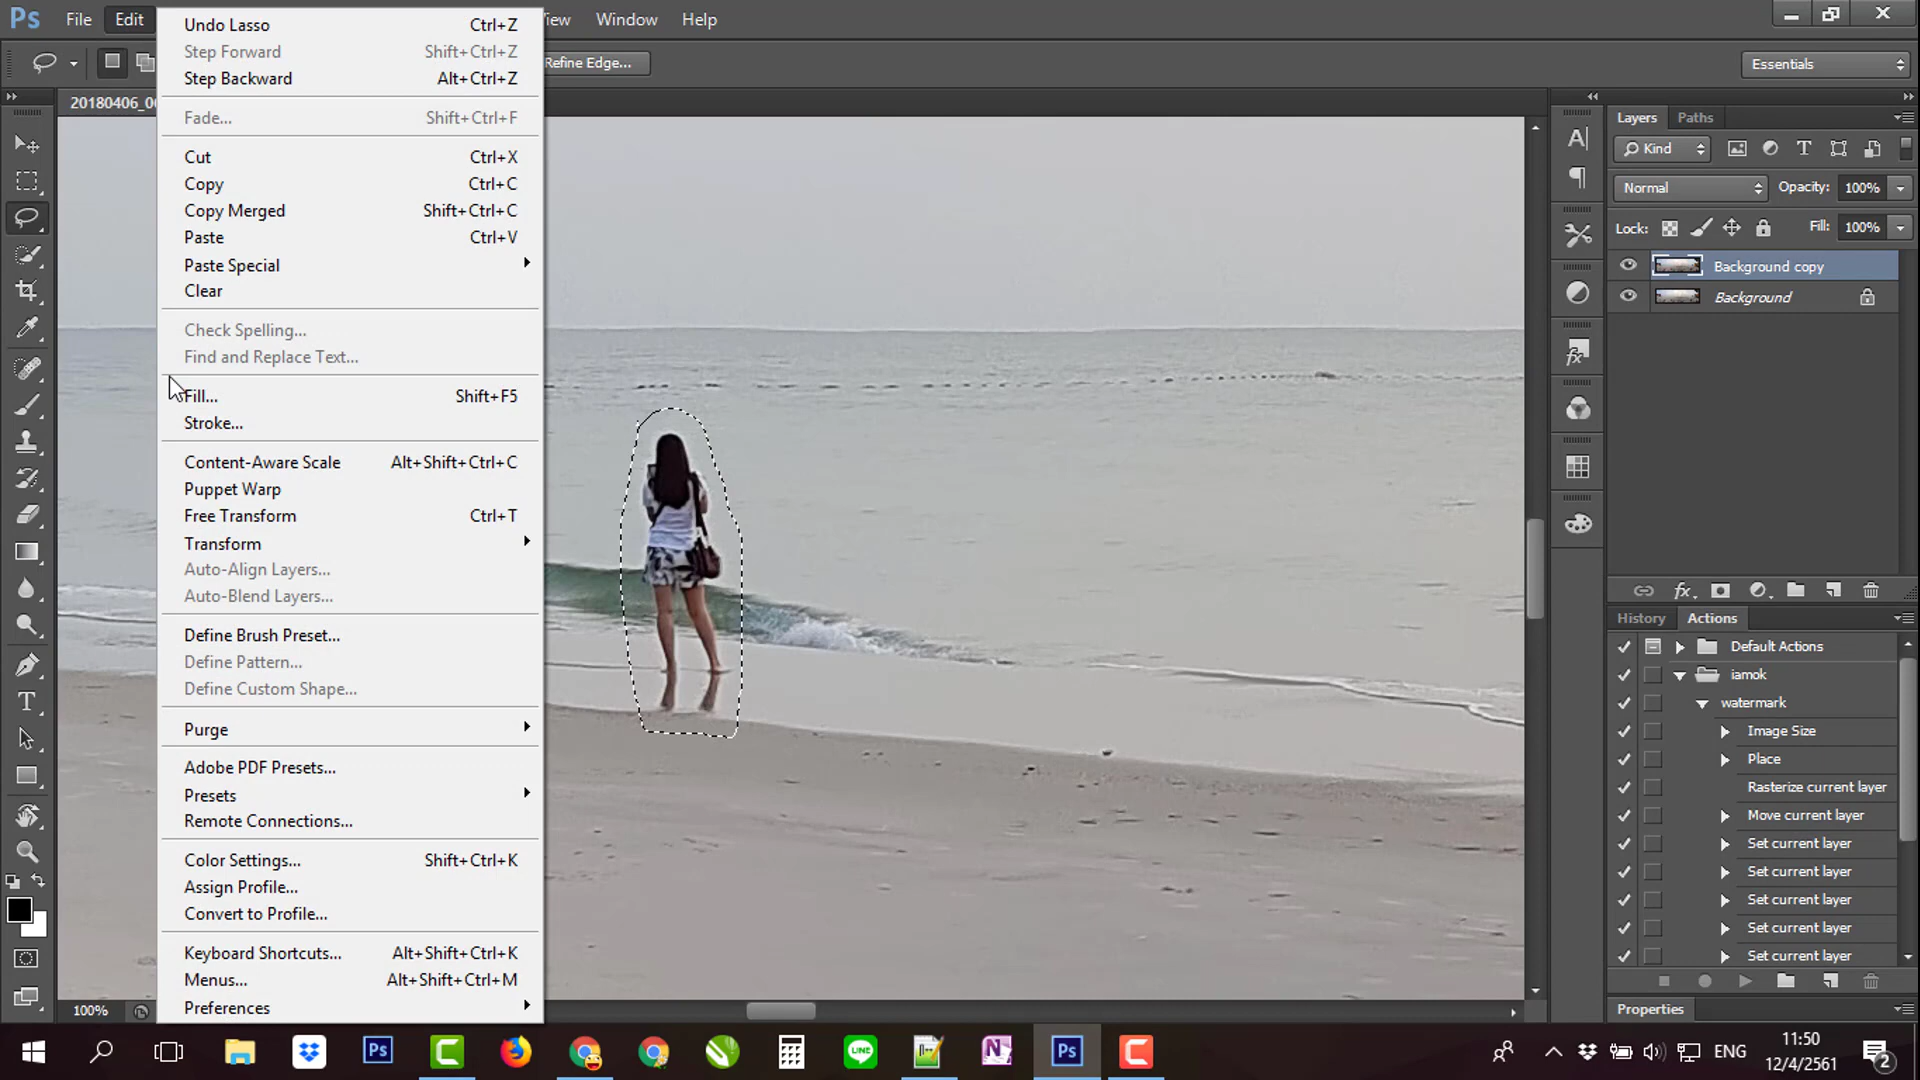 Ps File Edit View Window Help
Refine Edge...
Essentials
20180406_0
Undo Lasso Ctrl+Z
Step Forward Shift+Ctrl+Z
Step Backward Alt+Ctrl+Z
Fade... Shift+Ctrl+F
Cut Ctrl+X
Copy Ctrl+C
Copy Merged Shift+Ctrl+C
Paste Ctrl+V
Paste Special
Clear
Check Spelling...
Find and Replace Text...
Fill... Shift+F5
Stroke...
Content-Aware Scale Alt+Shift+Ctrl+C
Puppet Warp
Free Transform Ctrl+T
Transform
Auto-Align Layers...
Auto-Blend Layers...
Define Brush Preset...
Define Pattern...
Define Custom Shape...
Purge
Adobe PDF Presets...
Presets
Remote Connections...
Color Settings... Shift+Ctrl+K
Assign Profile...
Convert to Profile...
Keyboard Shortcuts... Alt+Shift+Ctrl+K
Menus... Alt+Shift+Ctrl+M
Preferences
100%
Layers Paths
Kind
Normal Opacity: 100%
Lock: Fill: 100%
Background copy
Background
History Actions
Default Actions
iamok
watermark
Image Size
Place
Rasterize current layer
Move current layer
Set current layer
Set current layer
Set current layer
Set current layer
Set current layer
Properties
Ps LINE N Ps ENG 11:50
12/4/2561 2